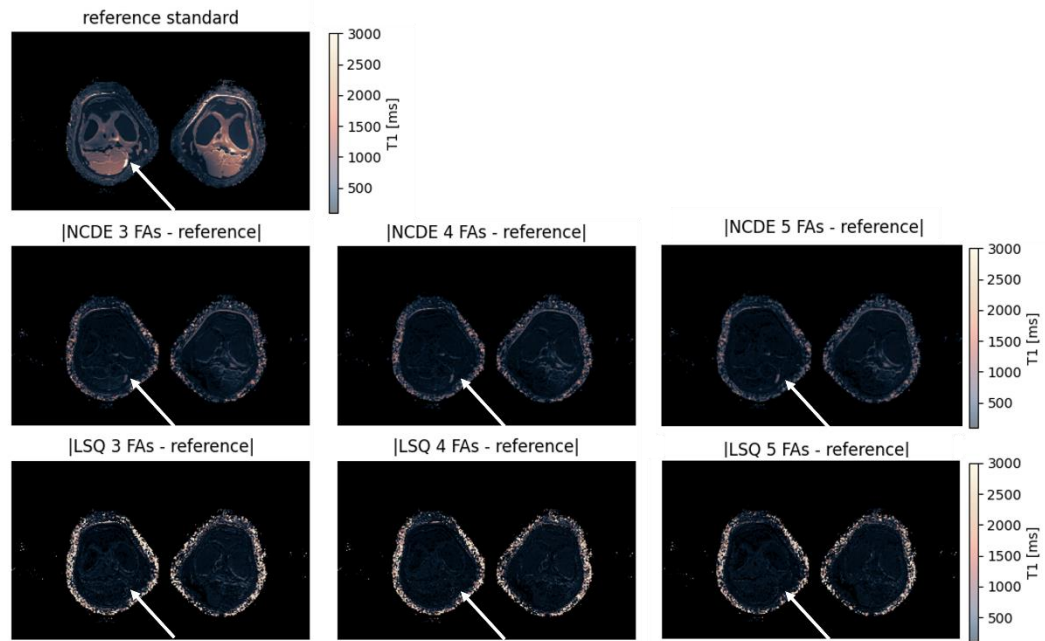 reference standard
3000
2500
2000
1500
1000
500
T1 [ms]
|NCDE 3 FAs - reference|
|NCDE 4 FAs - reference|
|NCDE 5 FAs - reference|
3000
2500
2000
1500
1000
500
T1 [ms]
|LSQ 3 FAs - reference|
|LSQ 4 FAs - reference|
|LSQ 5 FAs - reference|
3000
2500
2000
1500
1000
500
T1 [ms]